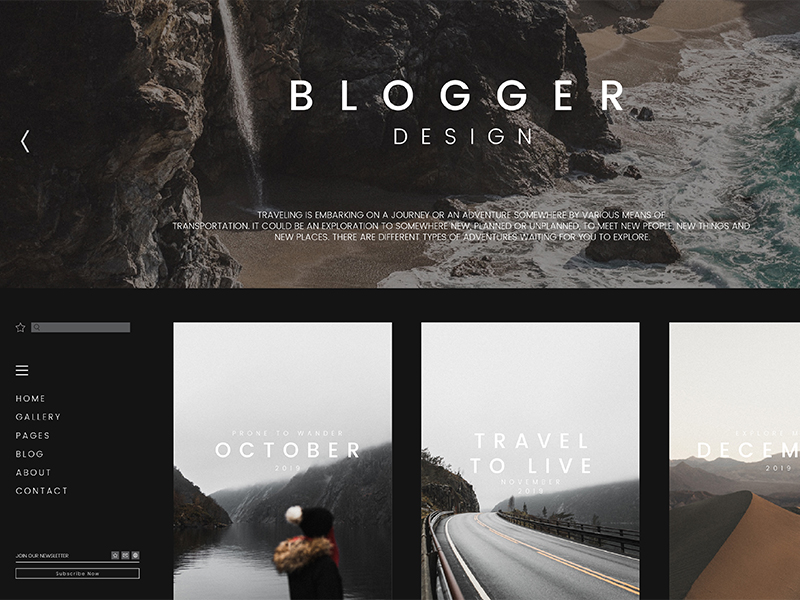 BLOGGER
DESIGN
TRAVELING IS EMBARKING ON A JOURNEY OR AN ADVENTURE SOMEWHERE BY VARIOUS MEANS OF
TRANSPORTATION. IT COULD BE AN EXPLORATION TO SOMEWHERE NEW, PLANNED OR UNPLANNED, TO MEET NEW PEOPLE, NEW THINGS AND
NEW PLACES. THERE ARE DIFFERENT TYPES OF ADVENTURES WAITING FOR YOU TO EXPLORE.
HOME
GALLERY
PAGES
BLOG
ABOUT
CONTACT
JOIN OUR NEWSLETTER
Subscribe Now
PRONE TO WANDER
OCTOBER
2019
TRAVEL
TO LIVE
NOVEMBER
2019
EXPLORE
DECEM
2019